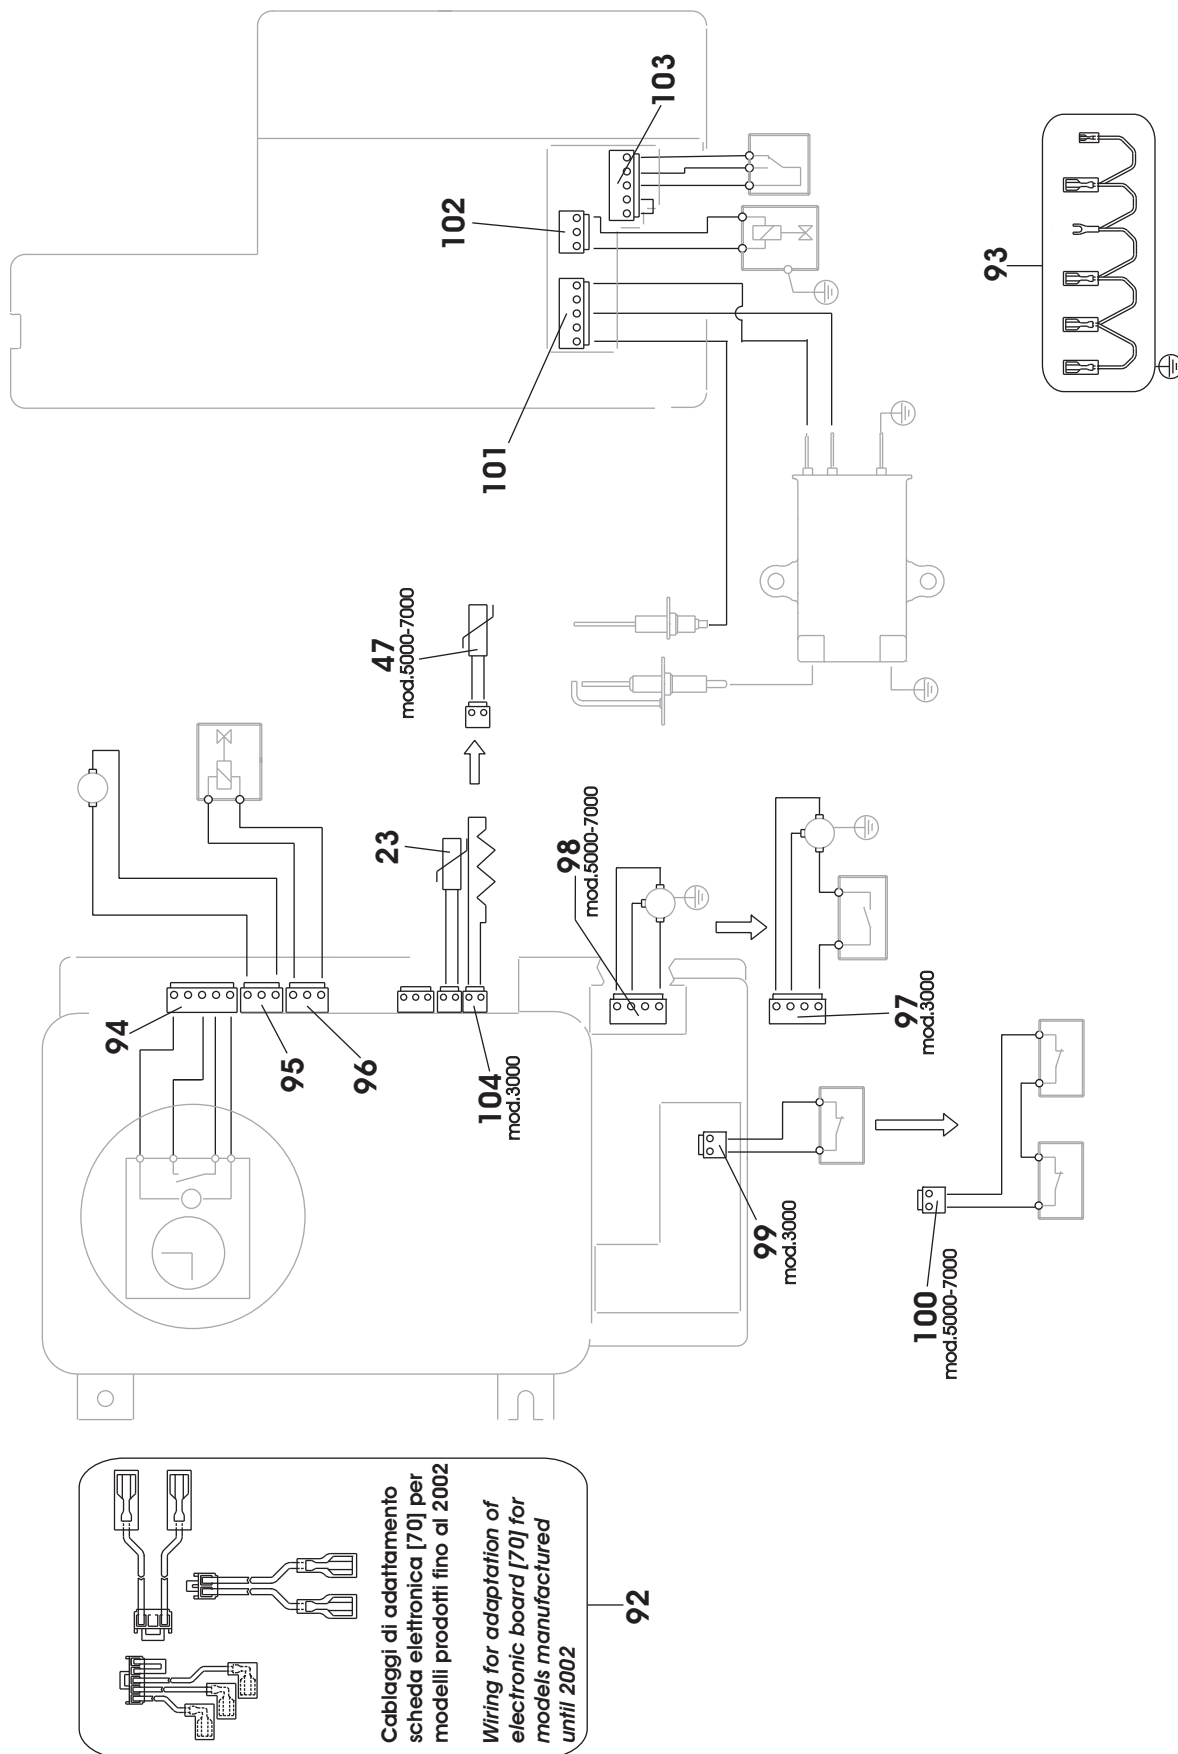 Cablaggi di adattamento
scheda elettronica [70] per
modelli prodotti fino al 2002
Wiring for adaptation of
electronic board [70] for
models manufactured
until 2002
92
94
95
96
104
mod.3000
23
47
mod.5000-7000
98
mod.5000-7000
97
mod.3000
99
mod.3000
100
mod.5000-7000
101
102
103
93